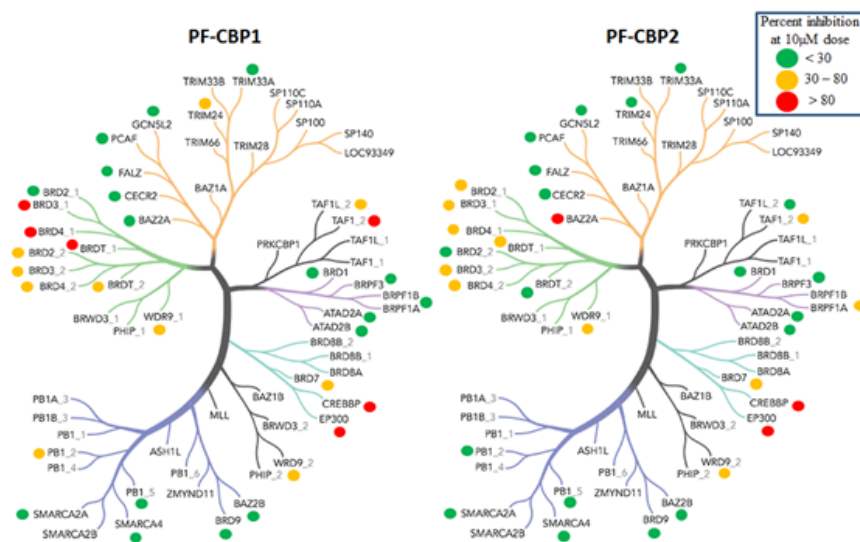 PF-CBP1
PF-CBP2
Percent inhibition
at 10μM dose
< 30
30 – 80
> 80
TRIM33B
TRIM33A
SP110C
TRIM24
SP110A
GCN5L2
SP100
PCAF
SP140
TRIM66
TRIM28
LOC93349
FALZ
CECR2
BAZ1A
BRD2_1
BRD3_1
BAZ2A
TAF1L_2
TAF1_2
BRD4_1
BRDT_1
PRKCBP1
TAF1L_1
BRD2_2
TAF1_1
BRD3_2
BRD1
BRD4_2
BRDT_2
BRPF3
BRPF1B
BRPF1A
BRWD3_1
WDR9_1
PHIP_1
ATAD2A
ATAD2B
BRD8B_2
BRD8B_1
BRD8A
BRD7
CREBBP
EP300
PB1A_3
PB1B_3
PB1_1
PB1_2
PB1_4
MLL
BAZ1B
BRWD3_2
WRD9_2
PHIP_2
ASH1L
PB1_6
ZMYND11
PB1_5
BAZ2B
SMARCA2A
SMARCA4
BRD9
SMARCA2B
TRIM33B
TRIM33A
SP110C
TRIM24
SP110A
GCN5L2
SP100
PCAF
SP140
TRIM66
TRIM28
LOC93349
FALZ
CECR2
BAZ1A
BRD2_1
BRD3_1
BAZ2A
TAF1L_2
TAF1_2
BRD4_1
BRDT_1
PRKCBP1
TAF1L_1
BRD2_2
TAF1_1
BRD3_2
BRD1
BRD4_2
BRDT_2
BRPF3
BRPF1B
BRPF1A
BRWD3_1
WDR9_1
PHIP_1
ATAD2A
ATAD2B
BRD8B_2
BRD8B_1
BRD8A
BRD7
CREBBP
EP300
PB1A_3
PB1B_3
PB1_1
PB1_2
PB1_4
MLL
BAZ1B
BRWD3_2
WRD9_2
PHIP_2
ASH1L
PB1_6
ZMYND11
PB1_5
BAZ2B
SMARCA2A
SMARCA4
BRD9
SMARCA2B